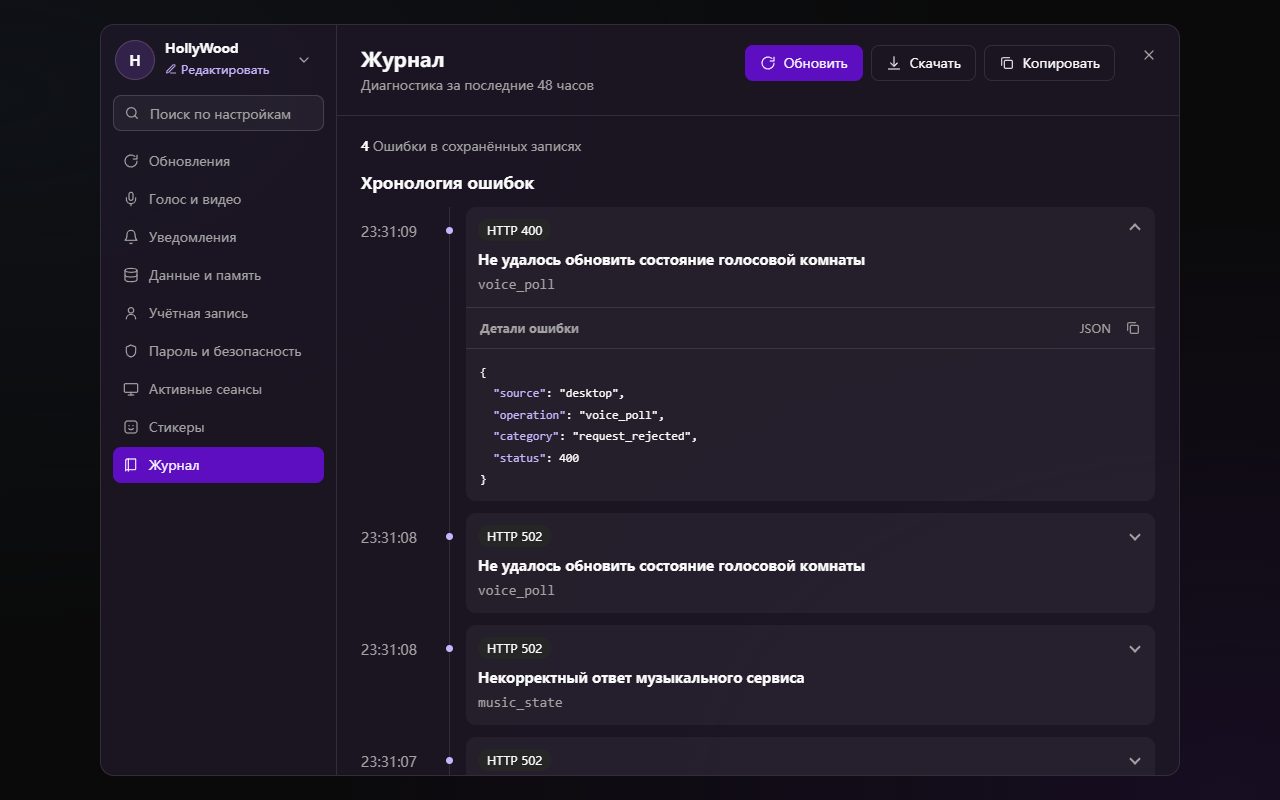 H
HollyWood
Редактировать
Поиск по настройкам
Обновления
Голос и видео
Уведомления
Данные и память
Учётная запись
Пароль и безопасность
Активные сеансы
Стикеры
Журнал
Журнал
Диагностика за последние 48 часов
Обновить
Скачать
Копировать
4 Ошибки в сохранённых записях
Хронология ошибок
23:31:09
HTTP 400
Не удалось обновить состояние голосовой комнаты
voice_poll
Детали ошибки
JSON
{
"source": "desktop",
"operation": "voice_poll",
"category": "request_rejected",
"status": 400
}
23:31:08
HTTP 502
Не удалось обновить состояние голосовой комнаты
voice_poll
23:31:08
HTTP 502
Некорректный ответ музыкального сервиса
music_state
23:31:07
HTTP 502